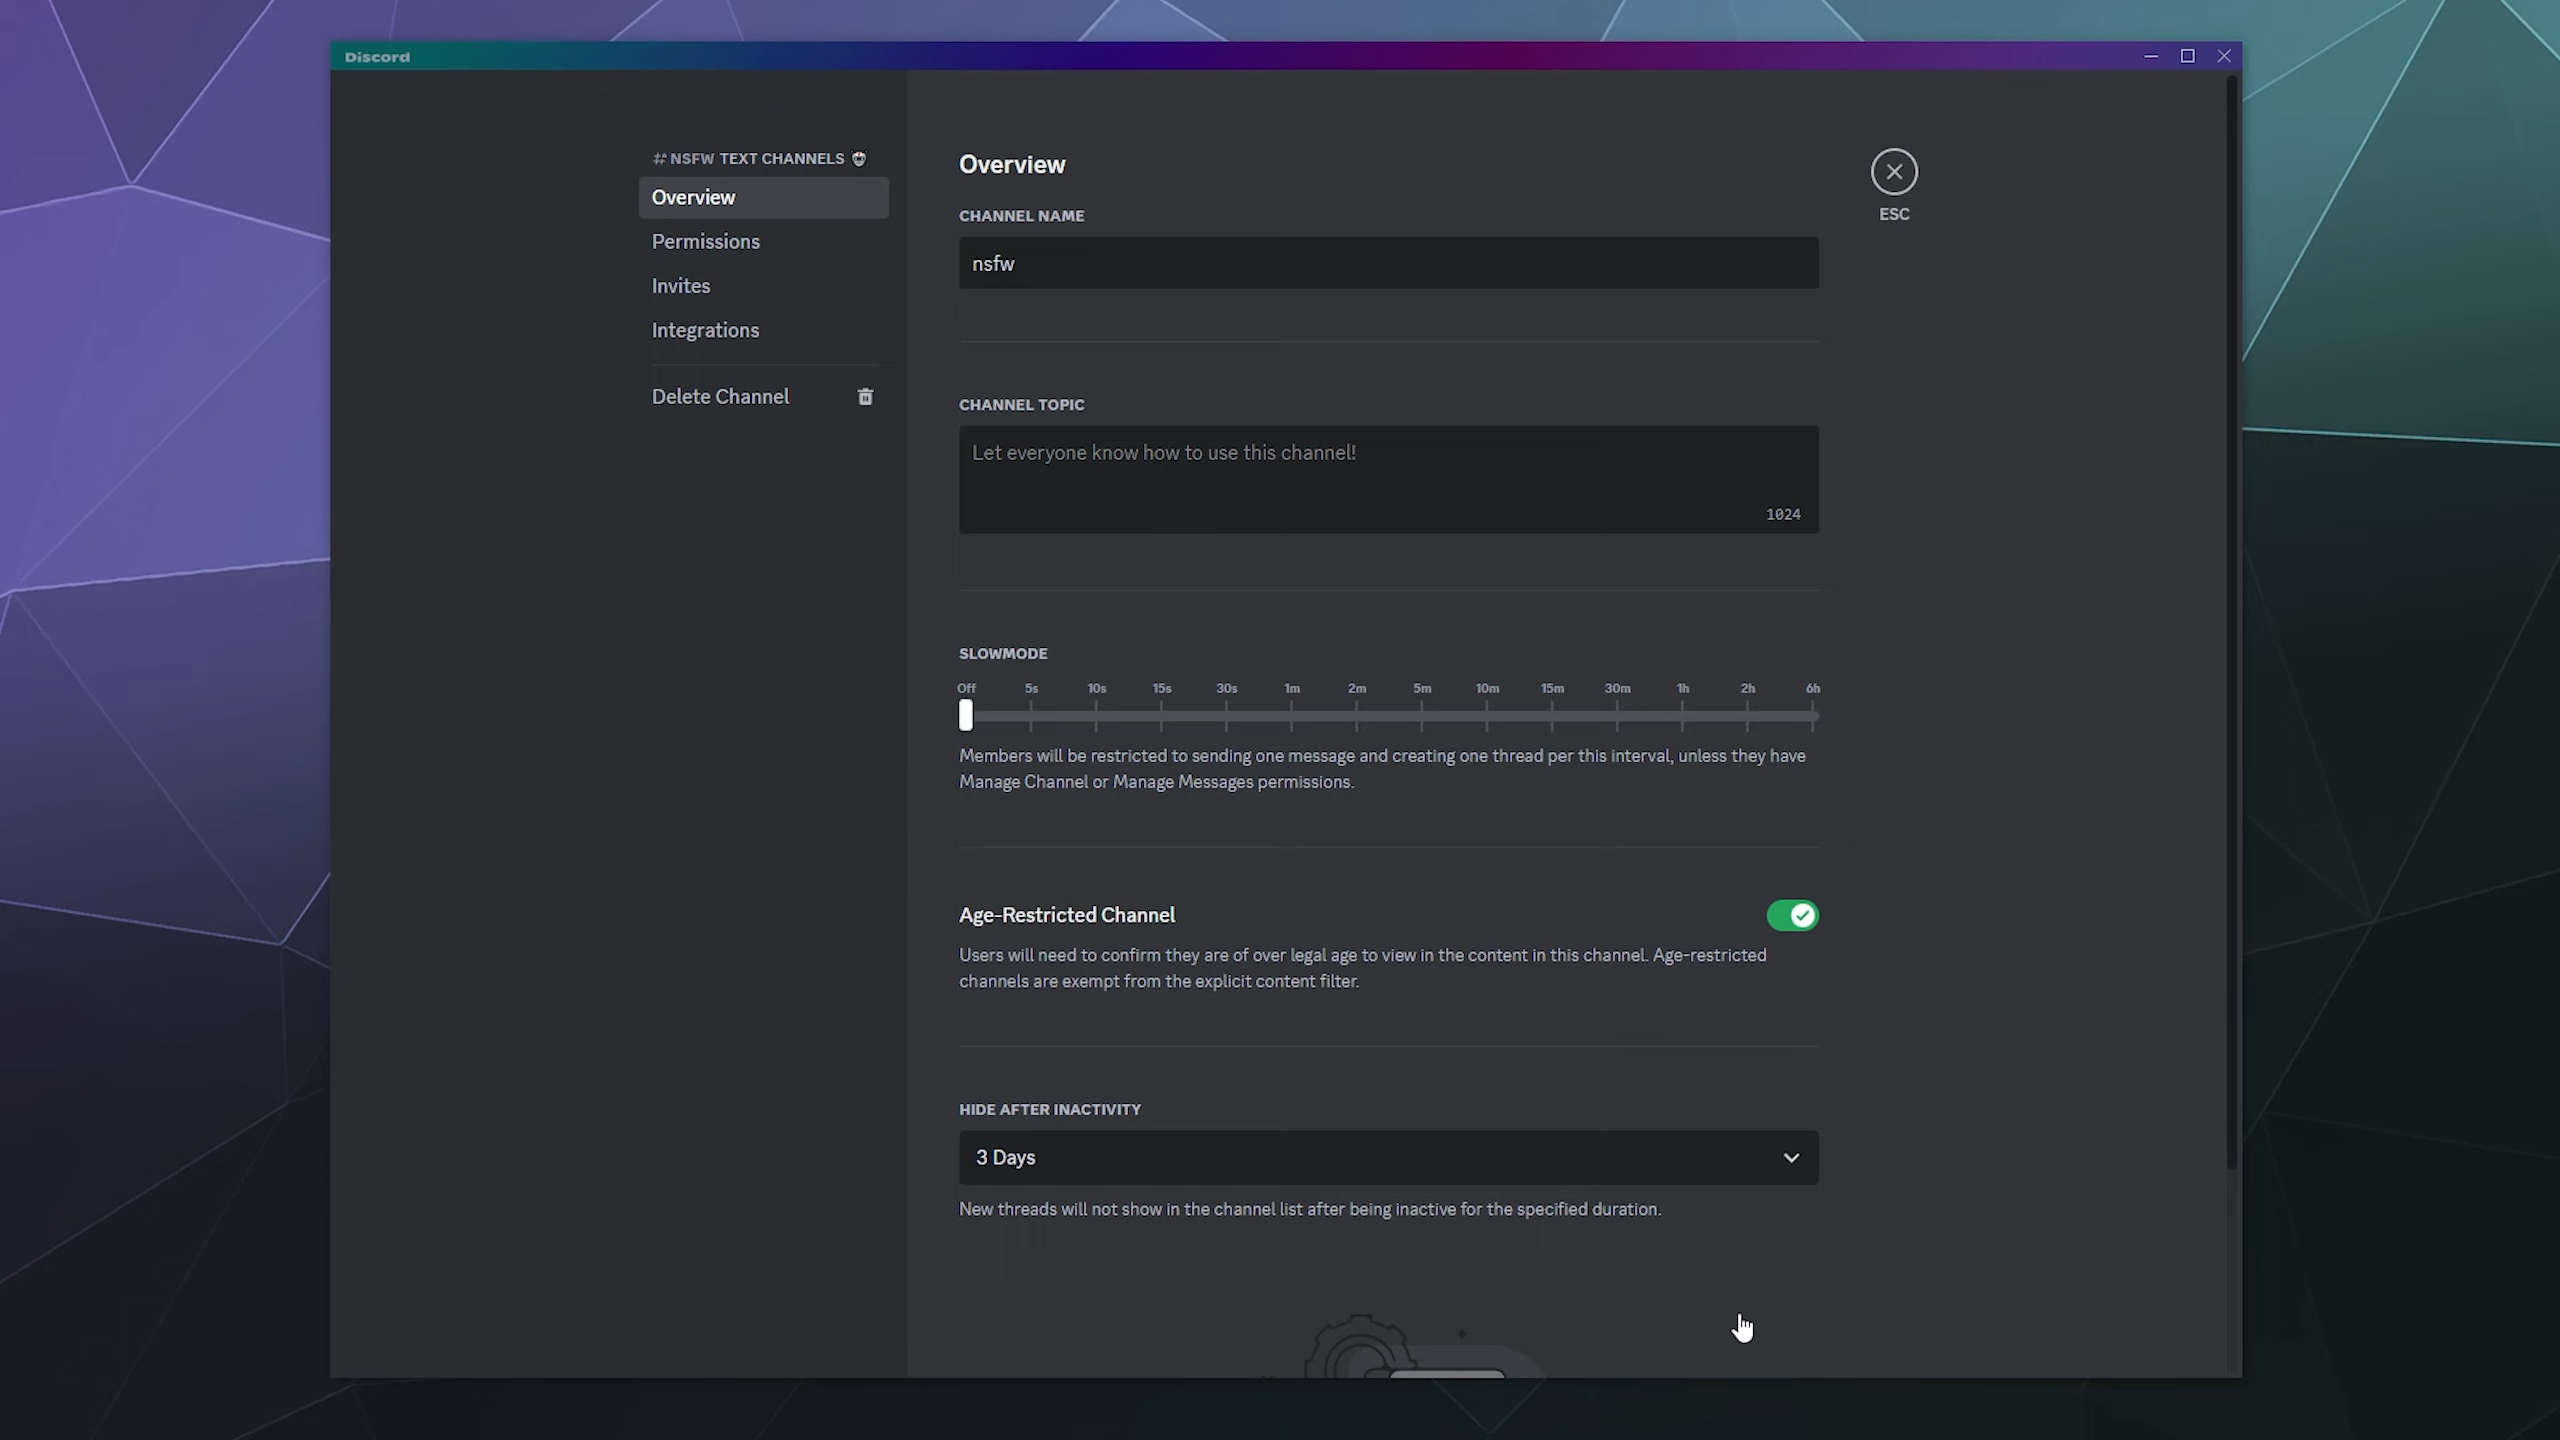 Discord
# NSFW TEXT CHANNELS
Overview
Permissions
Invites
Integrations
Delete Channel
Overview
CHANNEL NAME
nsfw
CHANNEL TOPIC
Let everyone know how to use this channel!
1024
SLOWMODE
Off 5s 10s 15s 30s 1m 2m 5m 10m 15m 30m 1h 2h 6h
Members will be restricted to sending one message and creating one thread per this interval, unless they have
Manage Channel or Manage Messages permissions.
Age-Restricted Channel
Users will need to confirm they are of over legal age to view in the content in this channel. Age-restricted
channels are exempt from the explicit content filter.
HIDE AFTER INACTIVITY
3 Days
New threads will not show in the channel list after being inactive for the specified duration.
ESC